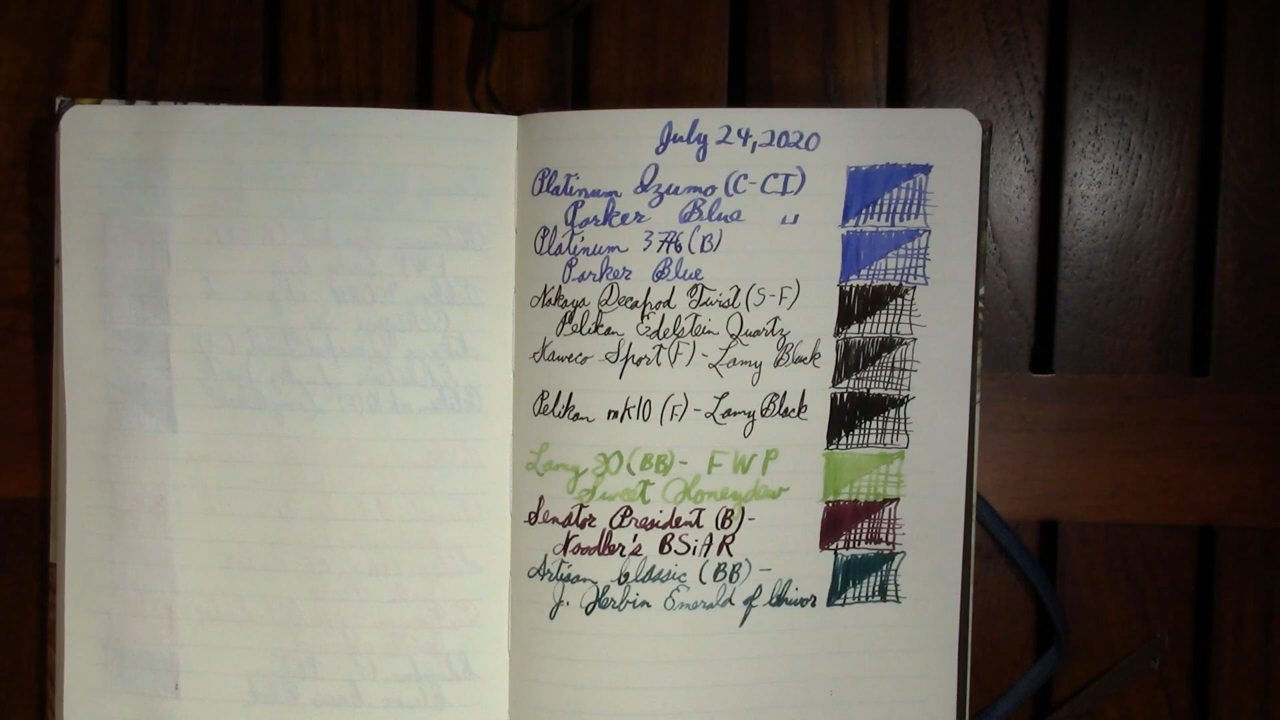 July 24, 2020
Platinum Izumo (C-CI)
Parker Blue "
Platinum 3776 (B)
Parker Blue
Nakaya Decapod Twist (S-F)
Pelikan Edelstein Quartz
Kaweco Sport (F) - Lamy Black
Pelikan mk10 (F) - Lamy Black
Lamy 20 (BB) - FWP
Sweet Honeydew
Senator President (B) -
Noodler's BSiAR
Artisan Classic (BB) -
J. Herbin Emerald of Chivor